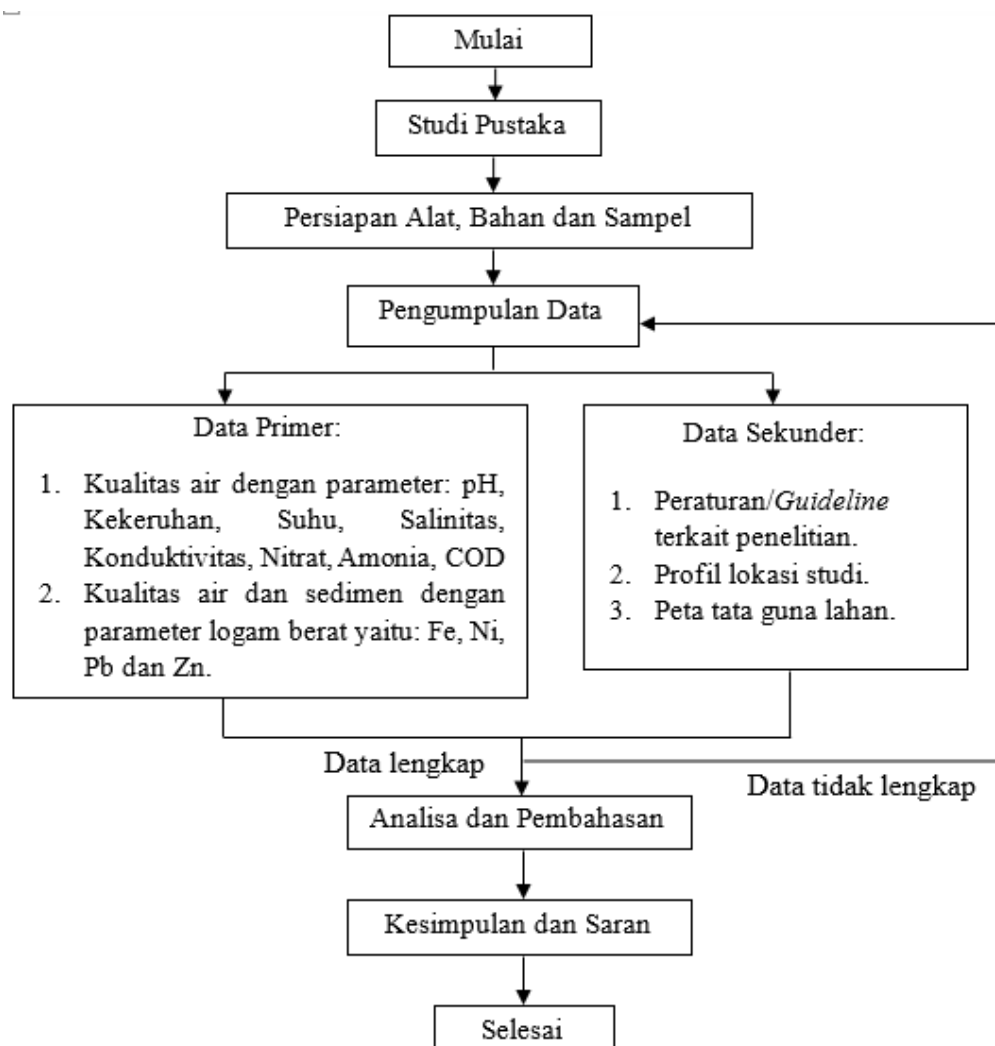 Mulai
Studi Pustaka
Persiapan Alat, Bahan dan Sampel
Pengumpulan Data
Data Primer:
1. Kualitas air dengan parameter: pH,
Kekeruhan, Suhu, Salinitas,
Konduktivitas, Nitrat, Amonia, COD
2. Kualitas air dan sedimen dengan
parameter logam berat yaitu: Fe, Ni,
Pb dan Zn.
Data Sekunder:
1. Peraturan/Guideline
terkait penelitian.
2. Profil lokasi studi.
3. Peta tata guna lahan.
Data lengkap
Data tidak lengkap
Analisa dan Pembahasan
Kesimpulan dan Saran
Selesai